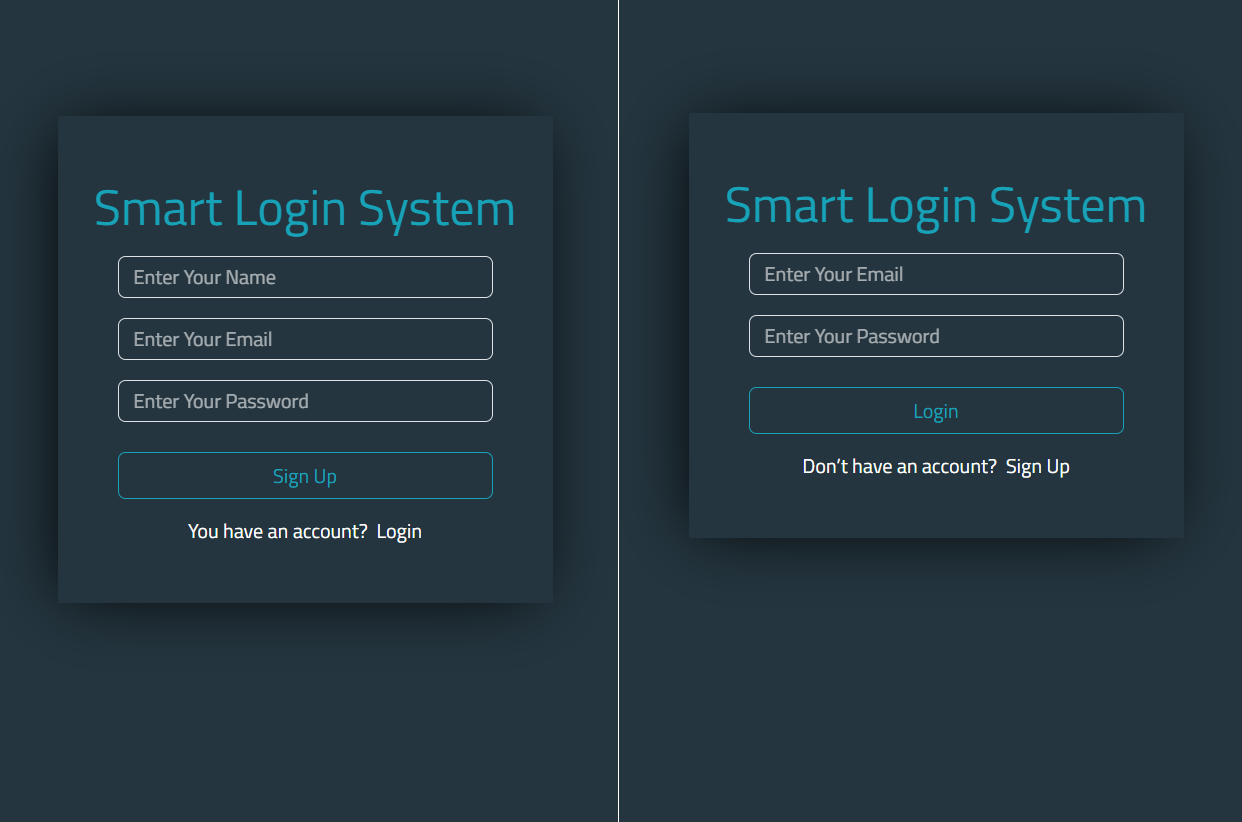 Smart Login System
Enter Your Name
Enter Your Email
Enter Your Password
Sign Up
You have an account? Login
Smart Login System
Enter Your Email
Enter Your Password
Login
Don’t have an account? Sign Up